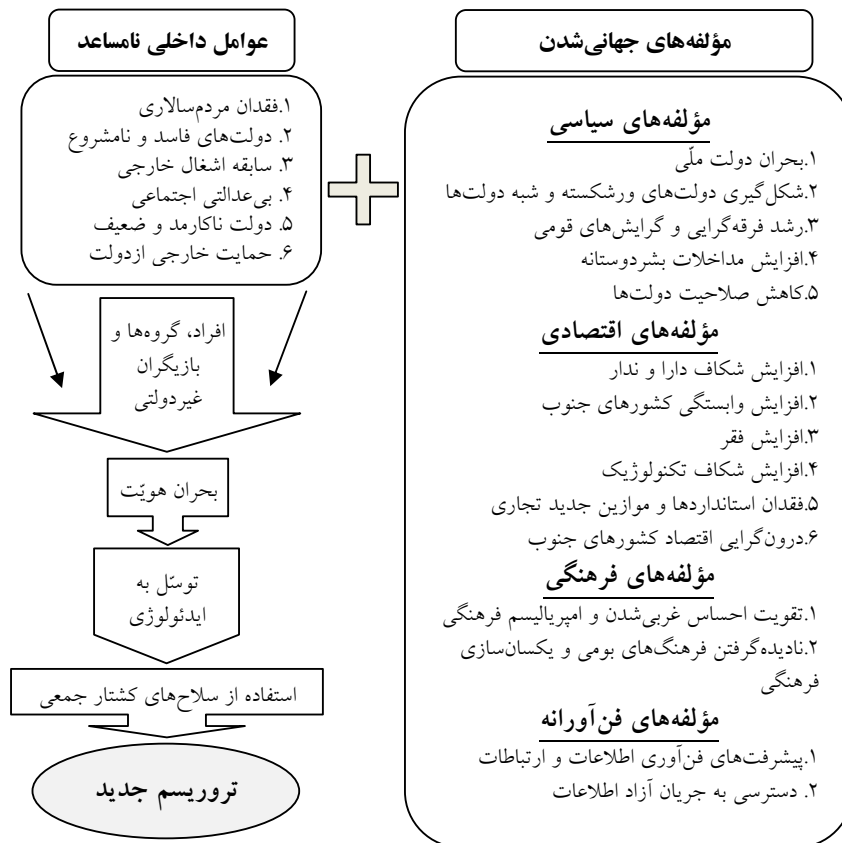 مؤلفه‌های جهانی‌شدن
مؤلفه‌های سیاسی
۱.بحران دولت ملّی
۲.شکل‌گیری دولت‌های ورشکسته و شبه دولت‌ها
۳.رشد فرقه‌گرایی و گرایش‌های قومی
۴.افزایش مداخلات بشردوستانه
۵.کاهش صلاحیت دولت‌ها
مؤلفه‌های اقتصادی
۱.افزایش شکاف دارا و ندار
۲.افزایش وابستگی کشورهای جنوب
۳.افزایش فقر
۴.افزایش شکاف تکنولوژیک
۵.فقدان استانداردها و موازین جدید تجاری
۶.درون‌گرایی اقتصاد کشورهای جنوب
مؤلفه‌های فرهنگی
۱.تقویت احساس غربی‌شدن و امپریالیسم فرهنگی
۲.نادیده‌گرفتن فرهنگ‌های بومی و یکسان‌سازی
فرهنگی
مؤلفه‌های فن‌آورانه
۱.پیشرفت‌های فن‌آوری اطلاعات و ارتباطات
۲. دسترسی به جریان آزاد اطلاعات
عوامل داخلی نامساعد
۱.فقدان مردم‌سالاری
۲. دولت‌های فاسد و نامشروع
۳. سابقه اشغال خارجی
۴. بی‌عدالتی اجتماعی
۵. دولت ناکارمد و ضعیف
۶. حمایت خارجی ازدولت
افراد، گروه‌ها و
بازیگران
غیردولتی
بحران هویّت
توسّل به
ایدئولوژی
استفاده از سلاح‌های کشتار جمعی
تروریسم جدید